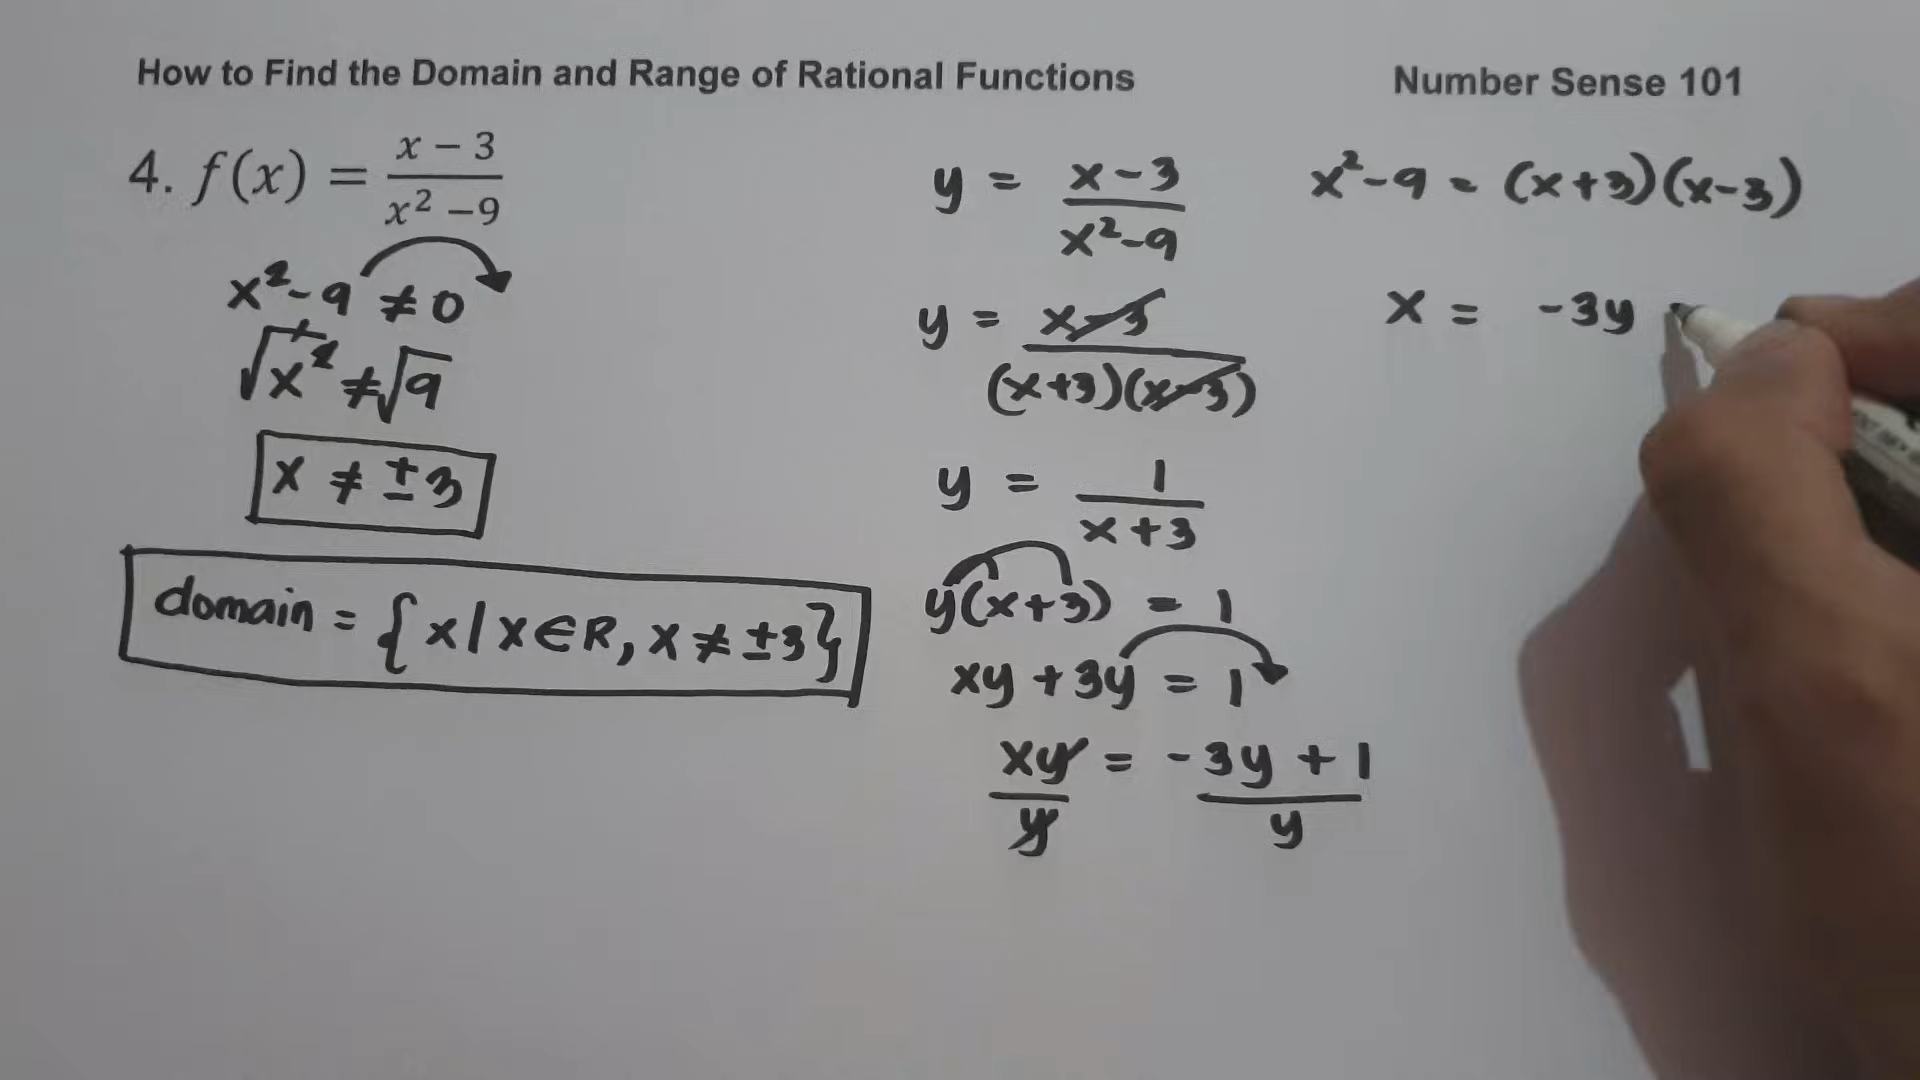 How to Find the Domain and Range of Rational Functions
Number Sense 101
4. f(x) = (x − 3)/(x² −9)
x²-9 ≠ 0
√x² ≠ √9
x ≠ ±3
domain = {x|x∈R, x ≠ ±3}
y = (x-3)/(x²-9)
y = (x-3)/((x+3)(x-3))
y = 1/(x+3)
y(x+3) = 1
xy + 3y = 1
xy/y = (-3y + 1)/y
x²-9 = (x+3)(x-3)
x = -3y